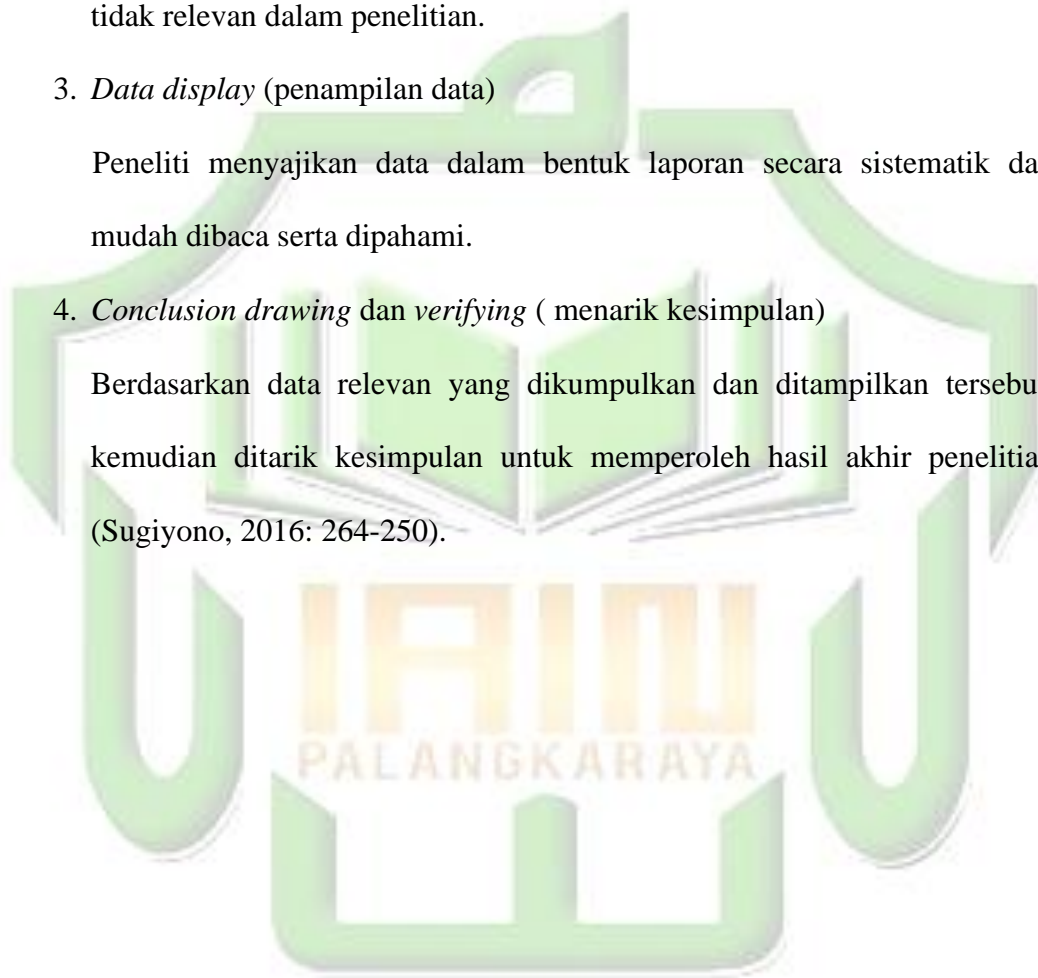 tidak relevan dalam penelitian.
3. Data display (penampilan data)
Peneliti menyajikan data dalam bentuk laporan secara sistematik da
mudah dibaca serta dipahami.
4. Conclusion drawing dan verifying ( menarik kesimpulan)
Berdasarkan data relevan yang dikumpulkan dan ditampilkan tersebu
kemudian ditarik kesimpulan untuk memperoleh hasil akhir penelitia
(Sugiyono, 2016: 264-250).
IAIN
PALANGKARAYA